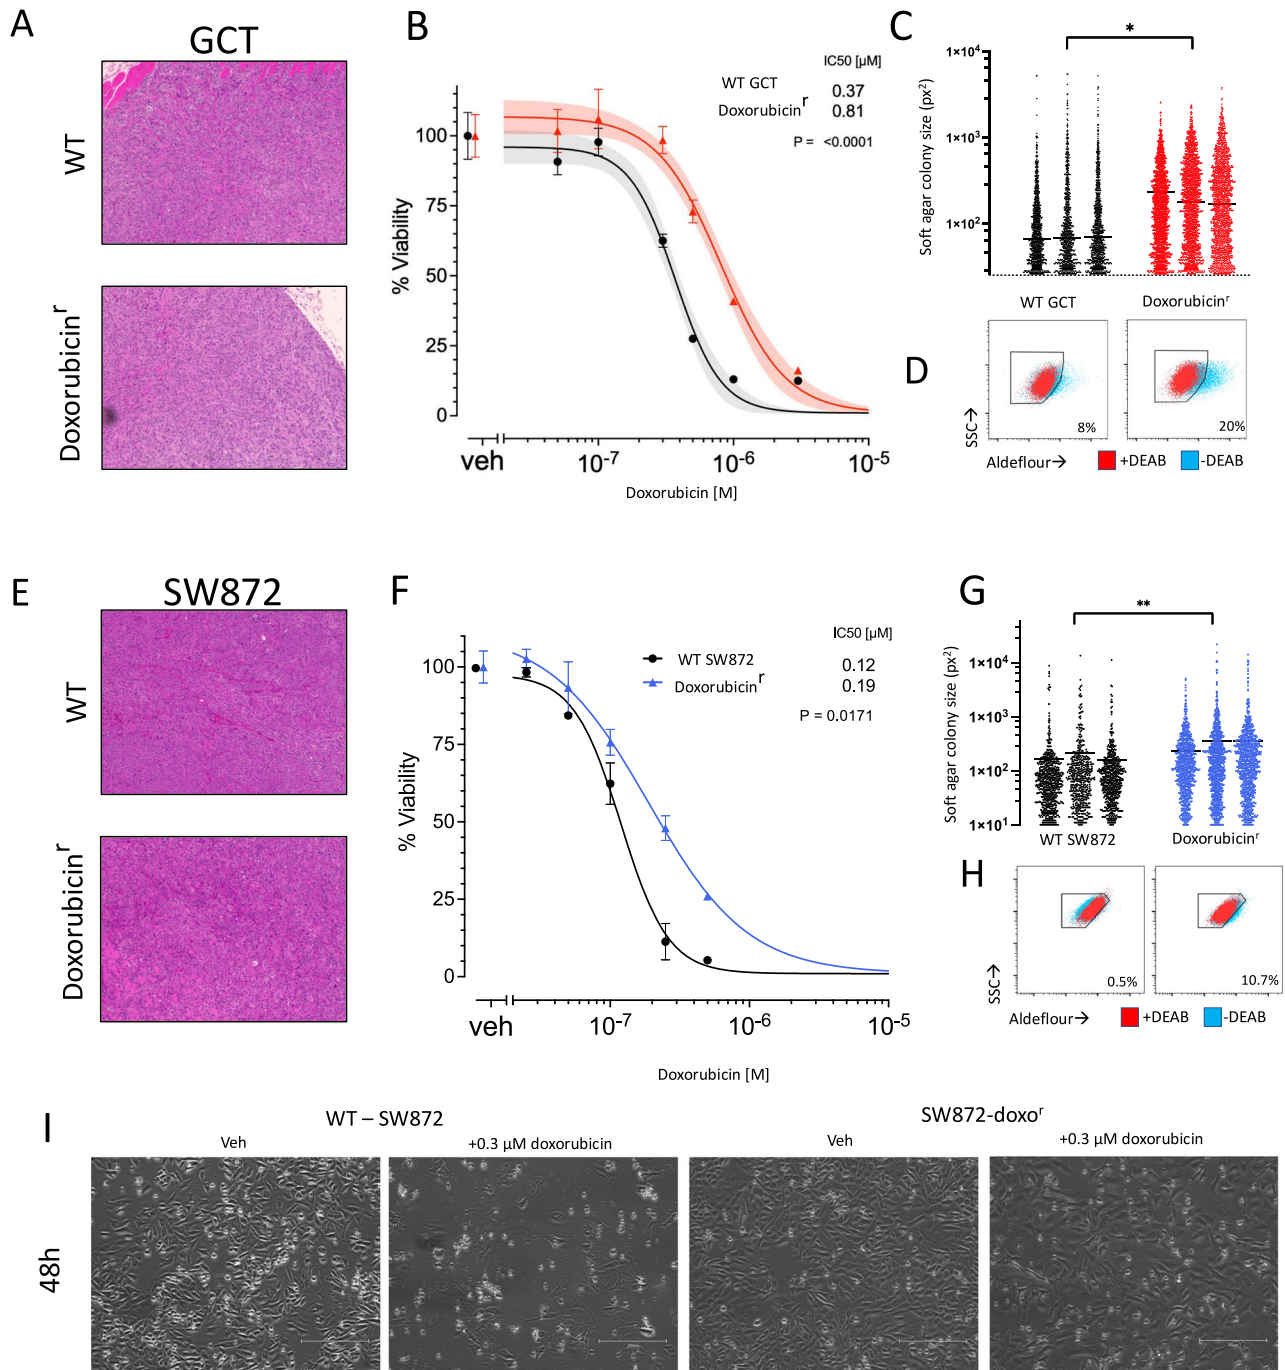 A
GCT
WT
Doxorubicinʳ
B
IC50 [µM]
WT GCT 0.37
Doxorubicinʳ 0.81
P = <0.0001
% Viability
100
75
50
25
0
veh 10⁻⁷ 10⁻⁶ 10⁻⁵
Doxorubicin [M]
C
*
Soft agar colony size (px²)
1×10⁴
1×10³
1×10²
WT GCT Doxorubicinʳ
D
SSC→
8% 20%
Aldeflour→ +DEAB -DEAB
E
SW872
WT
Doxorubicinʳ
F
IC50 [µM]
WT SW872 0.12
Doxorubicinʳ 0.19
P = 0.0171
% Viability
100
75
50
25
0
veh 10⁻⁷ 10⁻⁶ 10⁻⁵
Doxorubicin [M]
G
**
Soft agar colony size (px²)
1×10⁴
1×10³
1×10²
1×10¹
WT SW872 Doxorubicinʳ
H
SSC→
0.5% 10.7%
Aldeflour→ +DEAB -DEAB
I
WT – SW872 SW872-doxoʳ
Veh +0.3 µM doxorubicin Veh +0.3 µM doxorubicin
48h